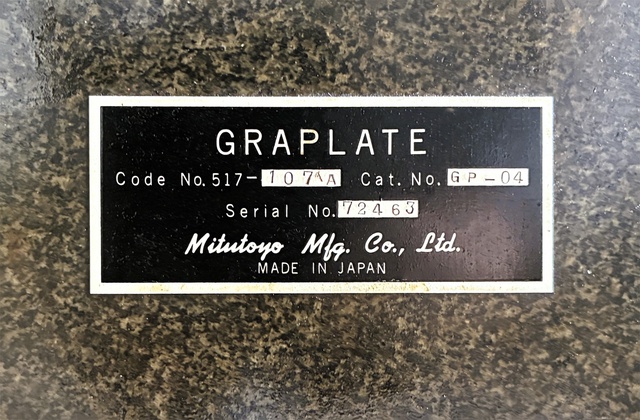 GRAPLATE
Code No. 517-107A Cat. No. GP-04
Serial No. 72463
Mitutoyo Mfg. Co., Ltd.
MADE IN JAPAN